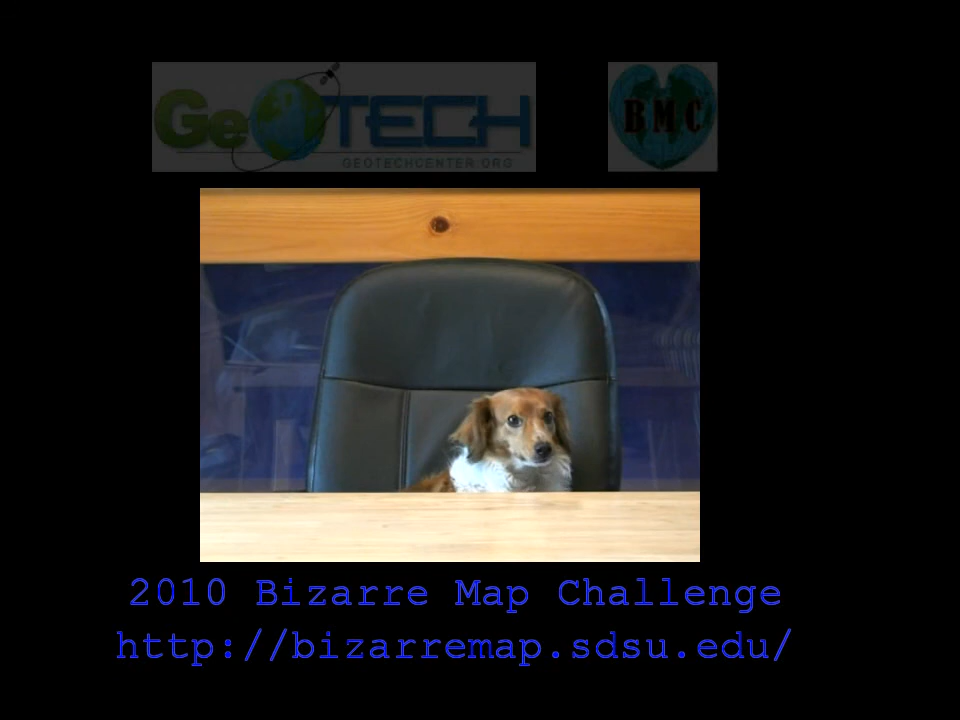 GeOTECH
GEOTECHCENTER.ORG
BMC
2010 Bizarre Map Challenge
http://bizarremap.sdsu.edu/